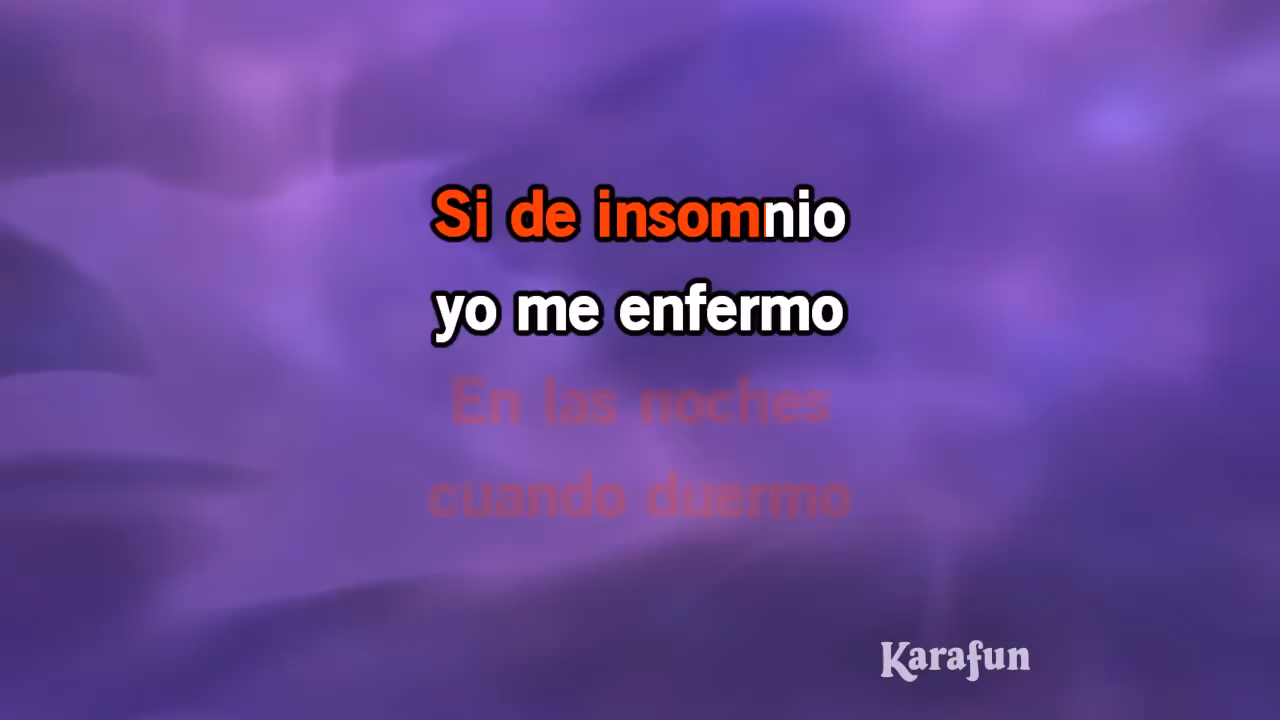 Si de insomnio
yo me enfermo
En las noches
cuando duermo
Karafun